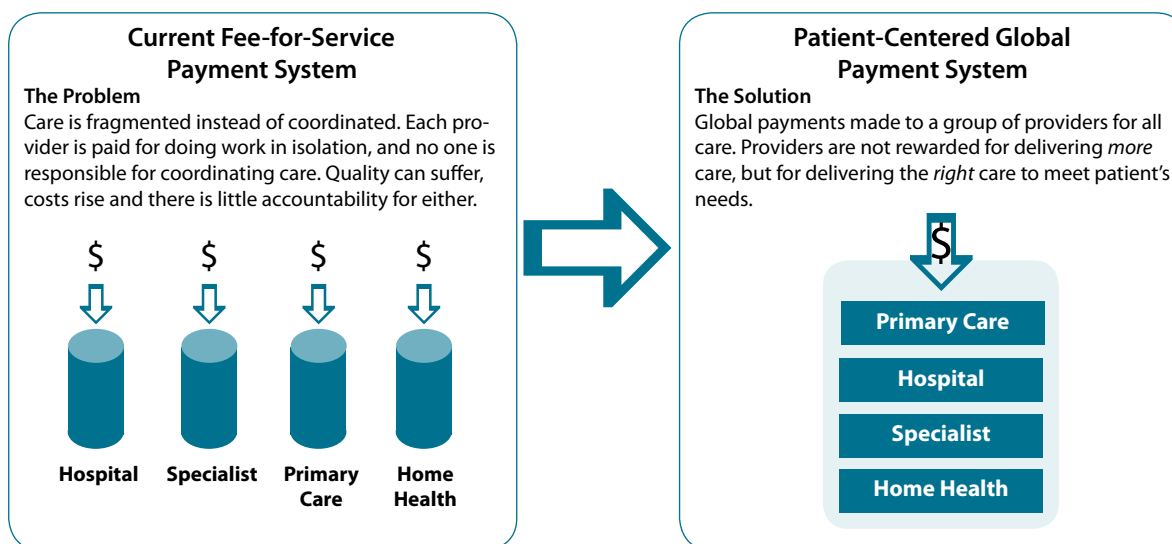 Current Fee-for-Service
Payment System
The Problem
Care is fragmented instead of coordinated. Each pro-
vider is paid for doing work in isolation, and no one is
responsible for coordinating care. Quality can suffer,
costs rise and there is little accountability for either.
$ $ $ $
Hospital Specialist Primary Care Home Health
Patient-Centered Global
Payment System
The Solution
Global payments made to a group of providers for all
care. Providers are not rewarded for delivering more
care, but for delivering the right care to meet patient's
needs.
$
Primary Care
Hospital
Specialist
Home Health